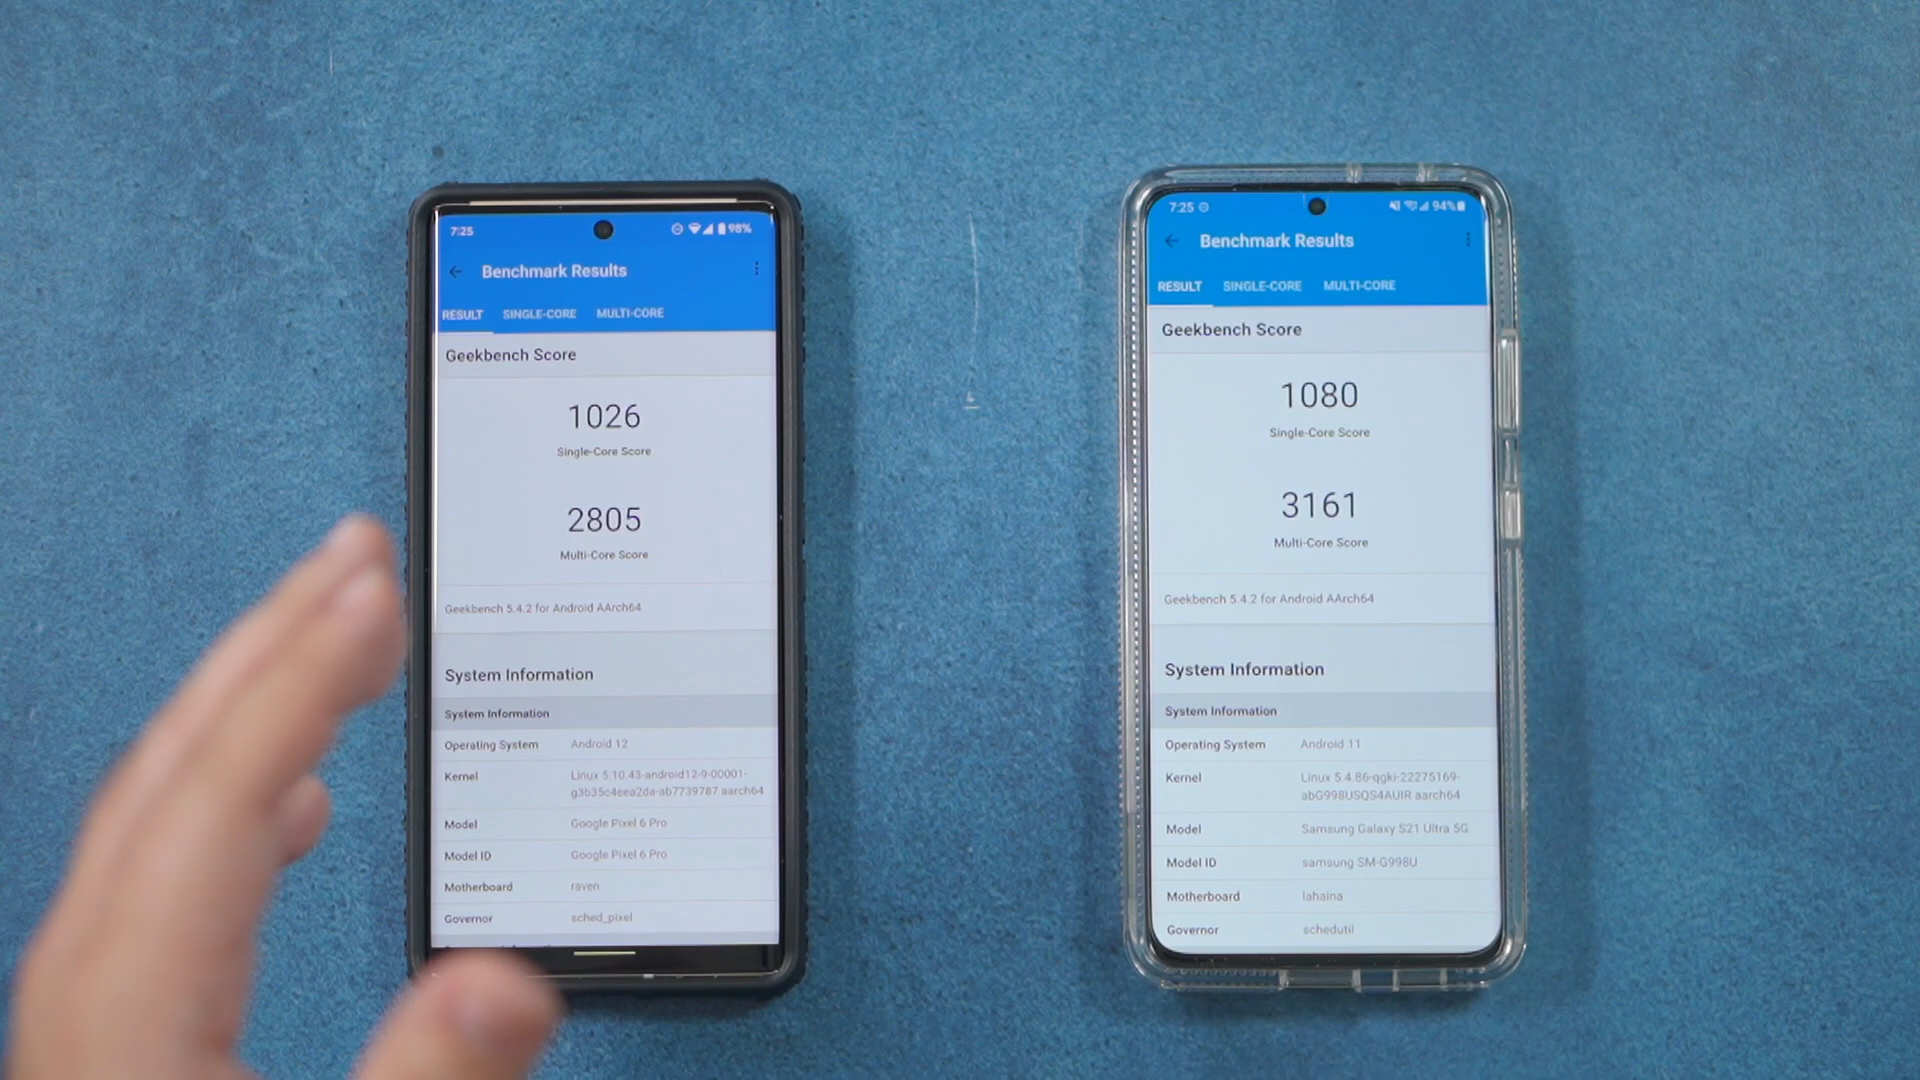 7:25
98%
Benchmark Results
RESULT SINGLE-CORE MULTI-CORE
Geekbench Score
1026
Single-Core Score
2805
Multi-Core Score
Geekbench 5.4.2 for Android AArch64
System Information
System Information
Operating System Android 12
Kernel Linux 5.10.43-android12-9-00001-
g3b35c4eea2da-ab7739787 aarch64
Model Google Pixel 6 Pro
Model ID Google Pixel 6 Pro
Motherboard raven
Governor sched_pixel
7:25
94%
Benchmark Results
RESULT SINGLE-CORE MULTI-CORE
Geekbench Score
1080
Single-Core Score
3161
Multi-Core Score
Geekbench 5.4.2 for Android AArch64
System Information
System Information
Operating System Android 11
Kernel Linux 5.4.86-qgki-22275169-
abG998USQS4AUIR aarch64
Model Samsung Galaxy S21 Ultra 5G
Model ID samsung SM-G998U
Motherboard lahaina
Governor schedutil